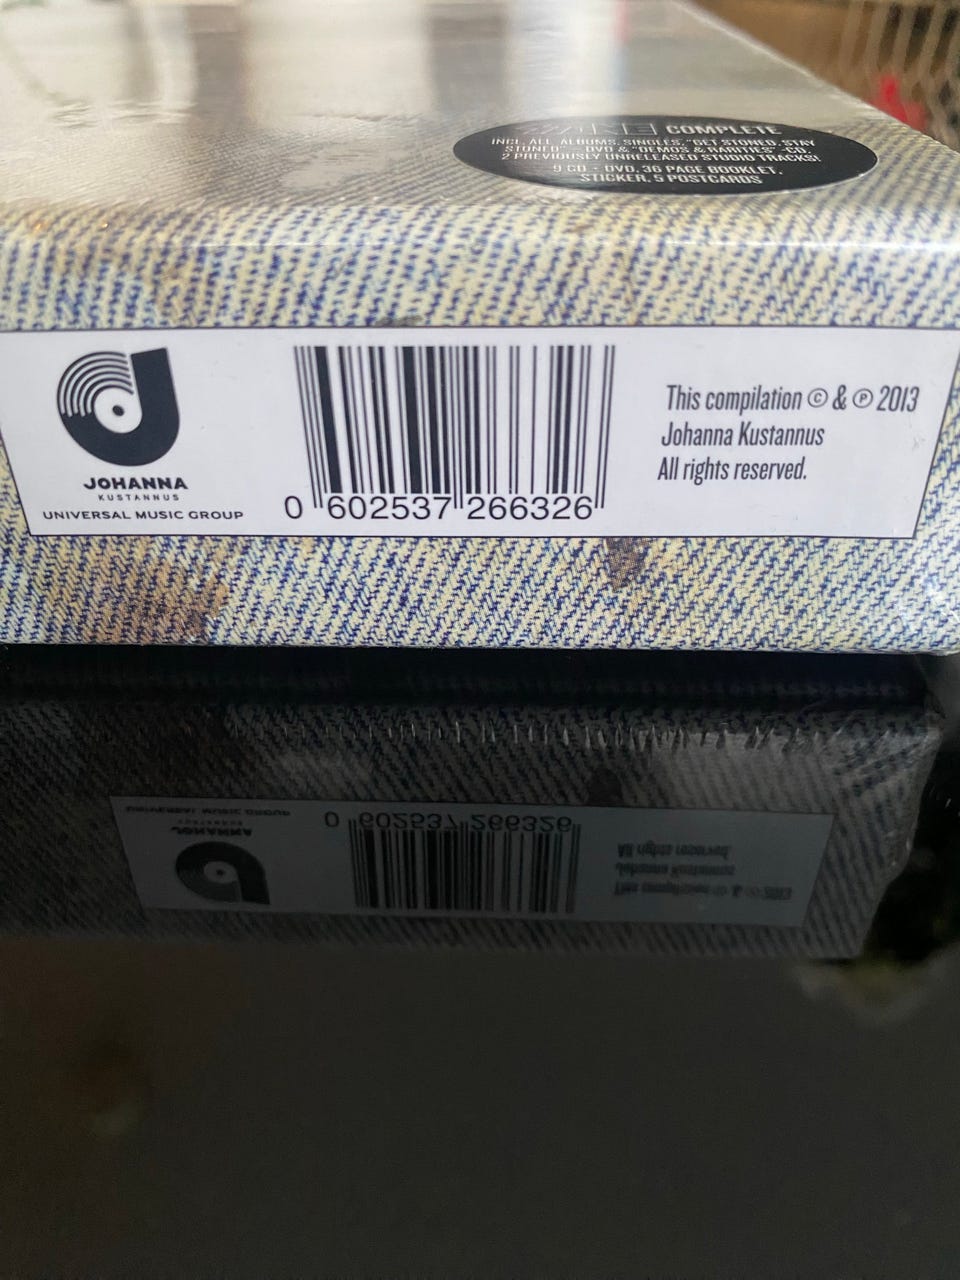 COMPLETE
INCL. ALL ALBUMS, SINGLES, "GET STONED, STAY
STONED" – DVD & "DEMOS & RARITIES" -CD.
2 PREVIOUSLY UNRELEASED STUDIO TRACKS!
9 CD + DVD, 36 PAGE BOOKLET,
STICKER, 5 POSTCARDS
JOHANNA
KUSTANNUS
UNIVERSAL MUSIC GROUP
0 602537 266326
This compilation © & ℗ 2013
Johanna Kustannus
All rights reserved.